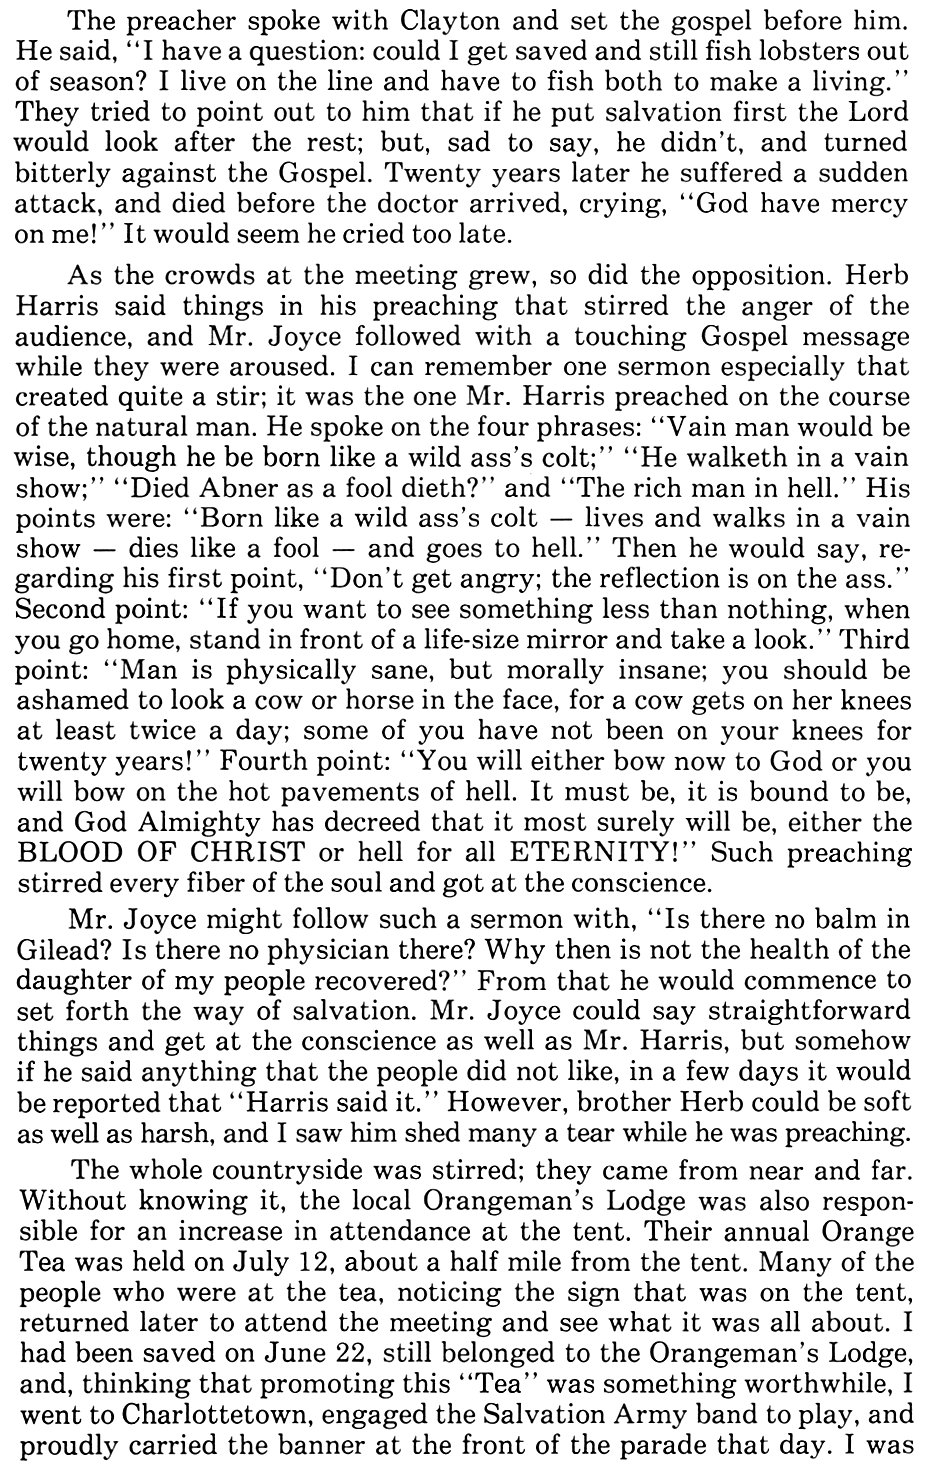 The preacher spoke with Clayton and set the gospel before him.
He said, “I have a question: could I get saved and still fish lobsters out
of season? I live on the line and have to fish both to make a living.”
They tried to point out to him that if he put salvation first the Lord
would look after the rest; but, sad to say, he didn’t, and turned
bitterly against the Gospel. Twenty years later he suffered a sudden
attack, and died before the doctor arrived, crying, “God have mercy
on me!” It would seem he cried too late.
As the crowds at the meeting grew, so did the opposition. Herb
Harris said things in his preaching that stirred the anger of the
audience, and Mr. Joyce followed with a touching Gospel message
while they were aroused. I can remember one sermon especially that
created quite a stir; it was the one Mr. Harris preached on the course
of the natural man. He spoke on the four phrases: “Vain man would be
wise, though he be born like a wild ass’s colt;” “He walketh in a vain
show;” “Died Abner as a fool dieth?” and “The rich man in hell.” His
points were: “Born like a wild ass’s colt — lives and walks in a vain
show — dies like a fool — and goes to hell.” Then he would say, re-
garding his first point, “Don’t get angry; the reflection is on the ass.”
Second point: “If you want to see something less than nothing, when
you go home, stand in front of a life-size mirror and take a look.” Third
point: “Man is physically sane, but morally insane; you should be
ashamed to look a cow or horse in the face, for a cow gets on her knees
at least twice a day; some of you have not been on your knees for
twenty years!” Fourth point: “You will either bow now to God or you
will bow on the hot pavements of hell. It must be, it is bound to be,
and God Almighty has decreed that it most surely will be, either the
BLOOD OF CHRIST or hell for all ETERNITY!” Such preaching
stirred every fiber of the soul and got at the conscience.
Mr. Joyce might follow such a sermon with, “Is there no balm in
Gilead? Is there no physician there? Why then is not the health of the
daughter of my people recovered?” From that he would commence to
set forth the way of salvation. Mr. Joyce could say straightforward
things and get at the conscience as well as Mr. Harris, but somehow
if he said anything that the people did not like, in a few days it would
be reported that “Harris said it.” However, brother Herb could be soft
as well as harsh, and I saw him shed many a tear while he was preaching.
The whole countryside was stirred; they came from near and far.
Without knowing it, the local Orangeman’s Lodge was also respon-
sible for an increase in attendance at the tent. Their annual Orange
Tea was held on July 12, about a half mile from the tent. Many of the
people who were at the tea, noticing the sign that was on the tent,
returned later to attend the meeting and see what it was all about. I
had been saved on June 22, still belonged to the Orangeman’s Lodge,
and, thinking that promoting this “Tea” was something worthwhile, I
went to Charlottetown, engaged the Salvation Army band to play, and
proudly carried the banner at the front of the parade that day. I was